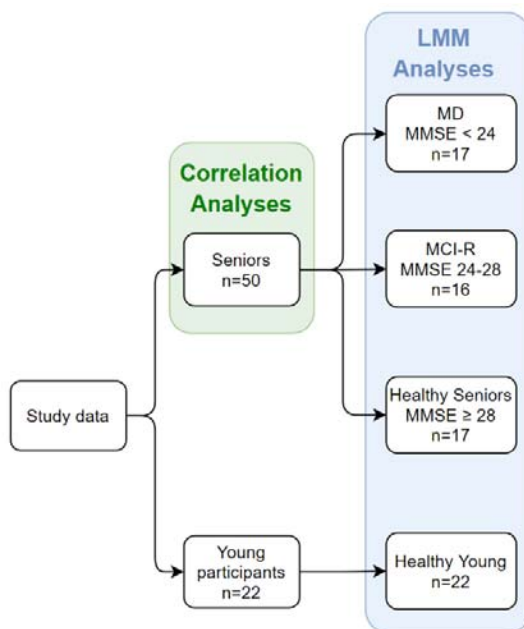 LMM
Analyses
MD
MMSE < 24
n=17
Correlation
Analyses
Seniors
n=50
MCI-R
MMSE 24-28
n=16
Study data
Healthy Seniors
MMSE ≥ 28
n=17
Young
participants
n=22
Healthy Young
n=22